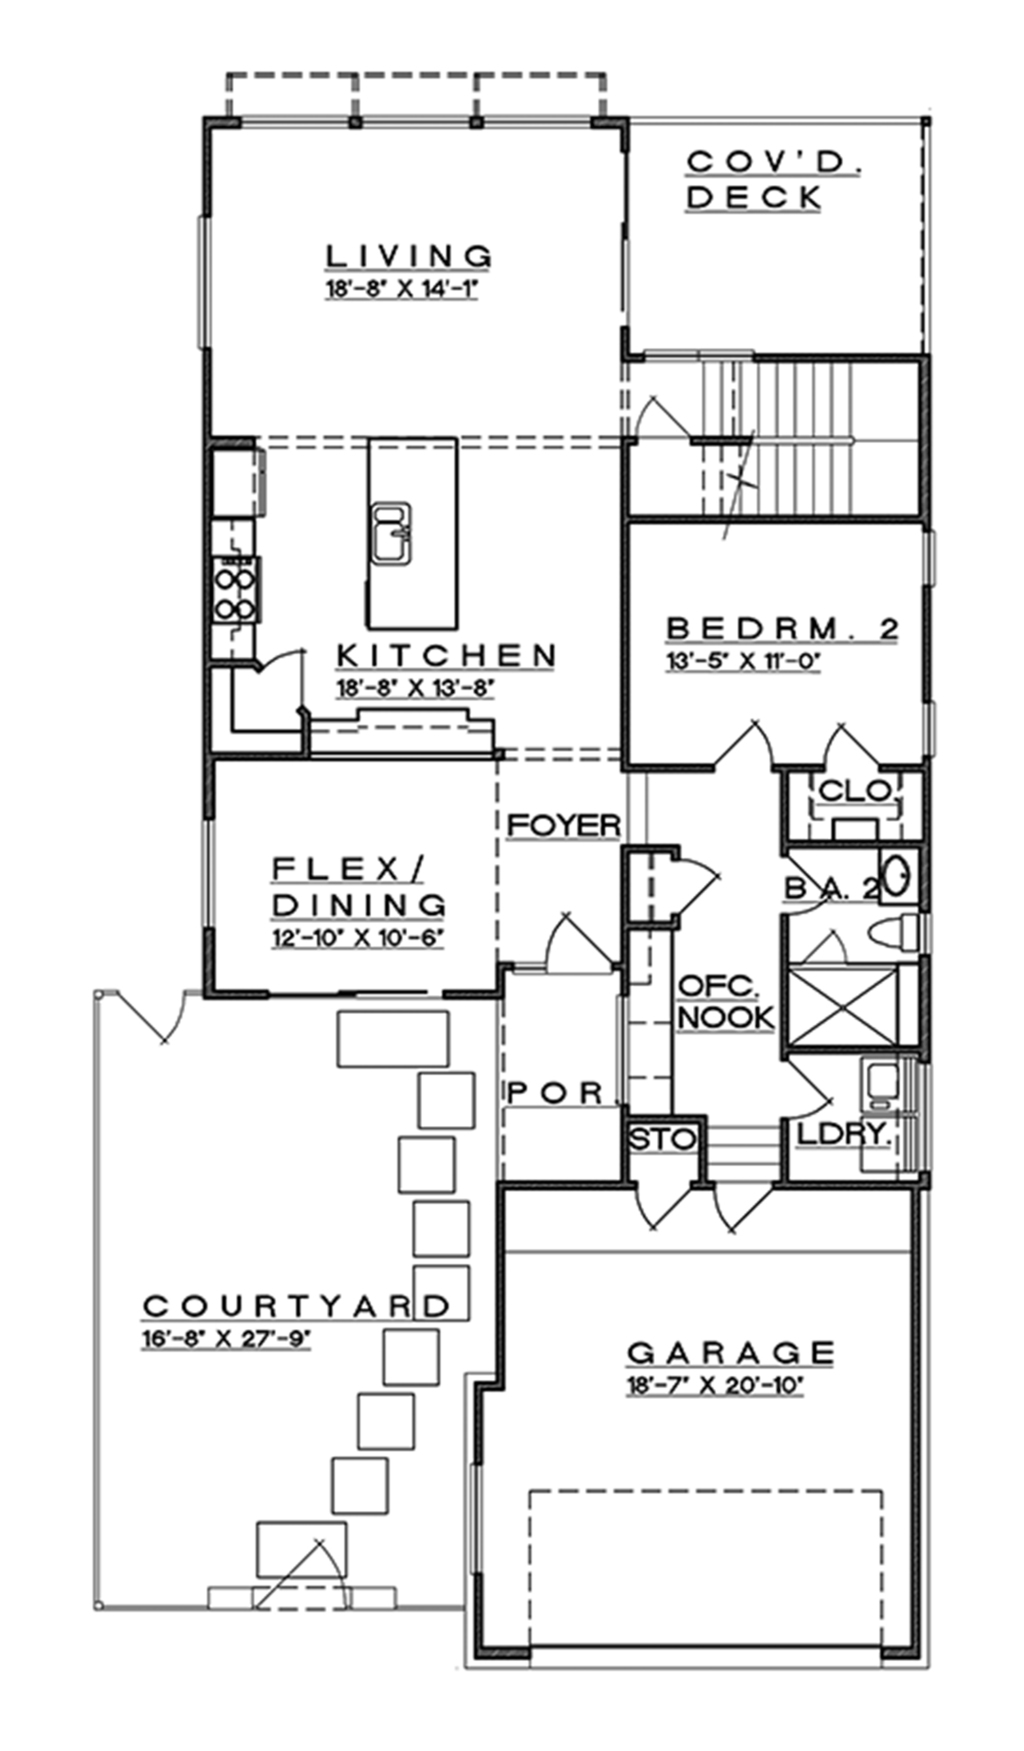 COV'D.
DECK
LIVING
18'-8" X 14'-1"
BEDRM. 2
13'-5" X 11'-0"
KITCHEN
18'-8" X 13'-8"
CLO.
FOYER
FLEX/
DINING
12'-10" X 10'-6"
BA. 2
OFC.
NOOK
POR
STO
LDRY.
COURTYARD
16'-8" X 27'-9"
GARAGE
18'-7" X 20'-10"